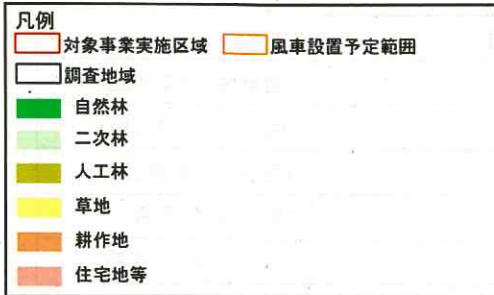 凡例
対象事業実施区域 風車設置予定範囲
調査地域
自然林
二次林
人工林
草地
耕作地
住宅地等